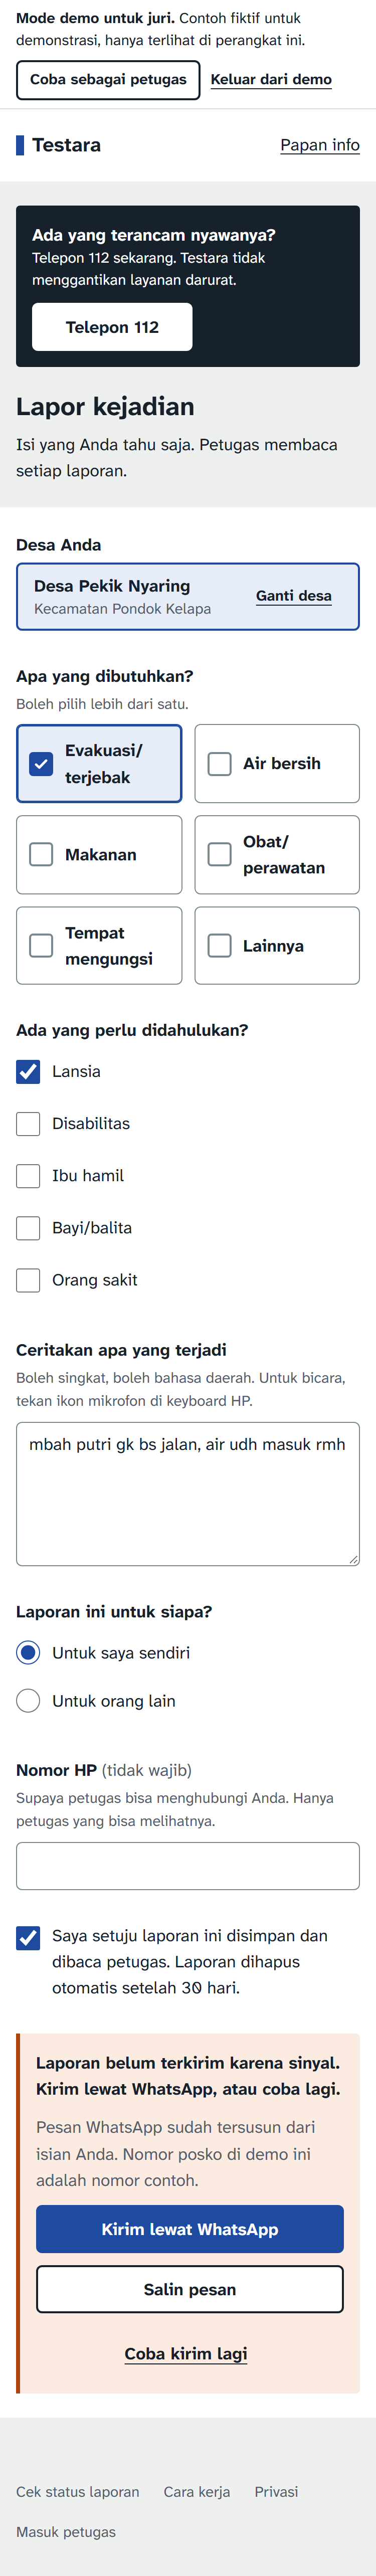 Mode demo untuk juri. Contoh fiktif untuk
demonstrasi, hanya terlihat di perangkat ini.
Coba sebagai petugas
Keluar dari demo
Testara
Papan info
Ada yang terancam nyawanya?
Telepon 112 sekarang. Testara tidak
menggantikan layanan darurat.
Telepon 112
Lapor kejadian
Isi yang Anda tahu saja. Petugas membaca
setiap laporan.
Desa Anda
Desa Pekik Nyaring
Kecamatan Pondok Kelapa
Ganti desa
Apa yang dibutuhkan?
Boleh pilih lebih dari satu.
Evakuasi/
terjebak
Air bersih
Makanan
Obat/
perawatan
Tempat
mengungsi
Lainnya
Ada yang perlu didahulukan?
Lansia
Disabilitas
Ibu hamil
Bayi/balita
Orang sakit
Ceritakan apa yang terjadi
Boleh singkat, boleh bahasa daerah. Untuk bicara,
tekan ikon mikrofon di keyboard HP.
mbah putri gk bs jalan, air udh masuk rmh
Laporan ini untuk siapa?
Untuk saya sendiri
Untuk orang lain
Nomor HP (tidak wajib)
Supaya petugas bisa menghubungi Anda. Hanya
petugas yang bisa melihatnya.
Saya setuju laporan ini disimpan dan
dibaca petugas. Laporan dihapus
otomatis setelah 30 hari.
Laporan belum terkirim karena sinyal.
Kirim lewat WhatsApp, atau coba lagi.
Pesan WhatsApp sudah tersusun dari
isian Anda. Nomor posko di demo ini
adalah nomor contoh.
Kirim lewat WhatsApp
Salin pesan
Coba kirim lagi
Cek status laporan
Cara kerja
Privasi
Masuk petugas